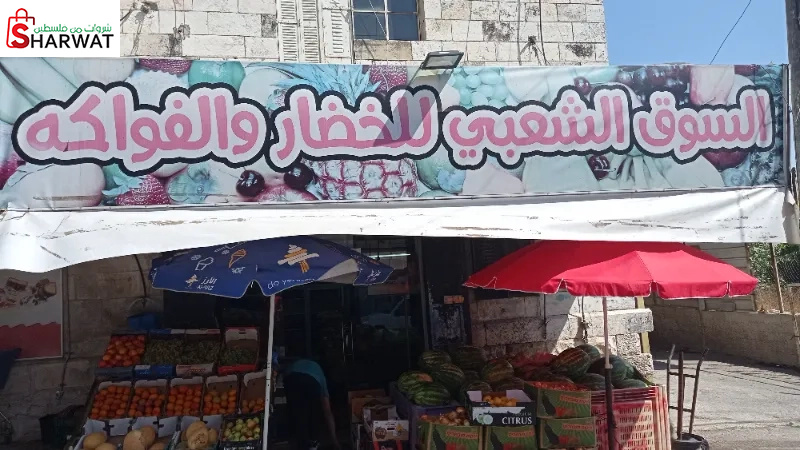 شروات من فلسطين
SHARWAT
السوق الشعبي للخضار والفواكه
CITRUS